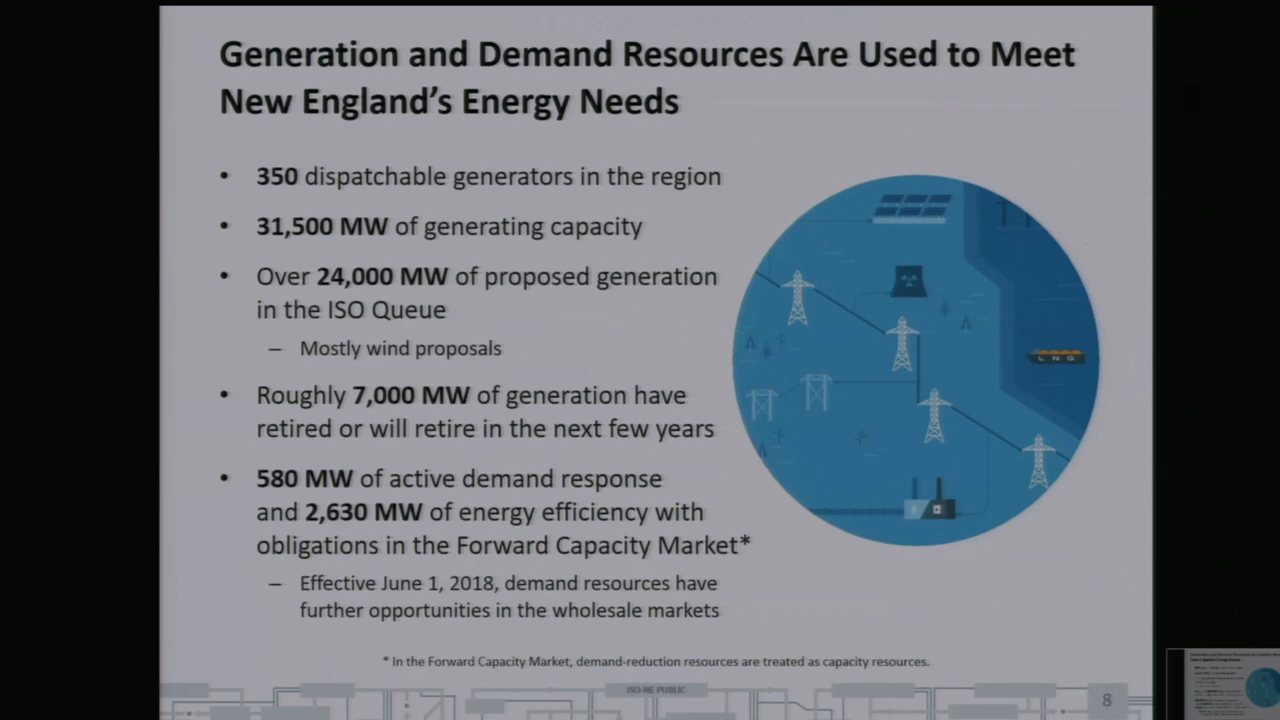 Generation and Demand Resources Are Used to Meet
New England's Energy Needs
• 350 dispatchable generators in the region
• 31,500 MW of generating capacity
• Over 24,000 MW of proposed generation
in the ISO Queue
– Mostly wind proposals
• Roughly 7,000 MW of generation have
retired or will retire in the next few years
• 580 MW of active demand response
and 2,630 MW of energy efficiency with
obligations in the Forward Capacity Market*
– Effective June 1, 2018, demand resources have
further opportunities in the wholesale markets
LNG
* In the Forward Capacity Market, demand-reduction resources are treated as capacity resources.
ISO-NE PUBLIC
8